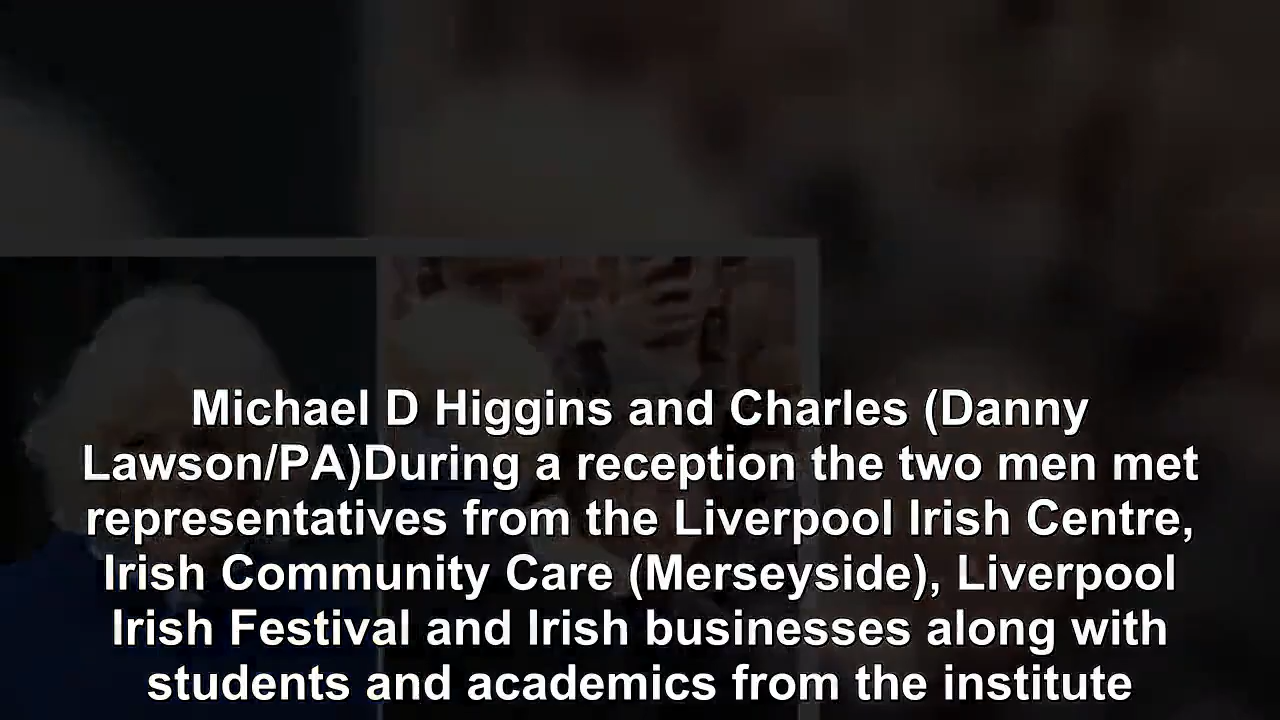 Michael D Higgins and Charles (Danny
Lawson/PA)During a reception the two men met
representatives from the Liverpool Irish Centre,
Irish Community Care (Merseyside), Liverpool
Irish Festival and Irish businesses along with
students and academics from the institute